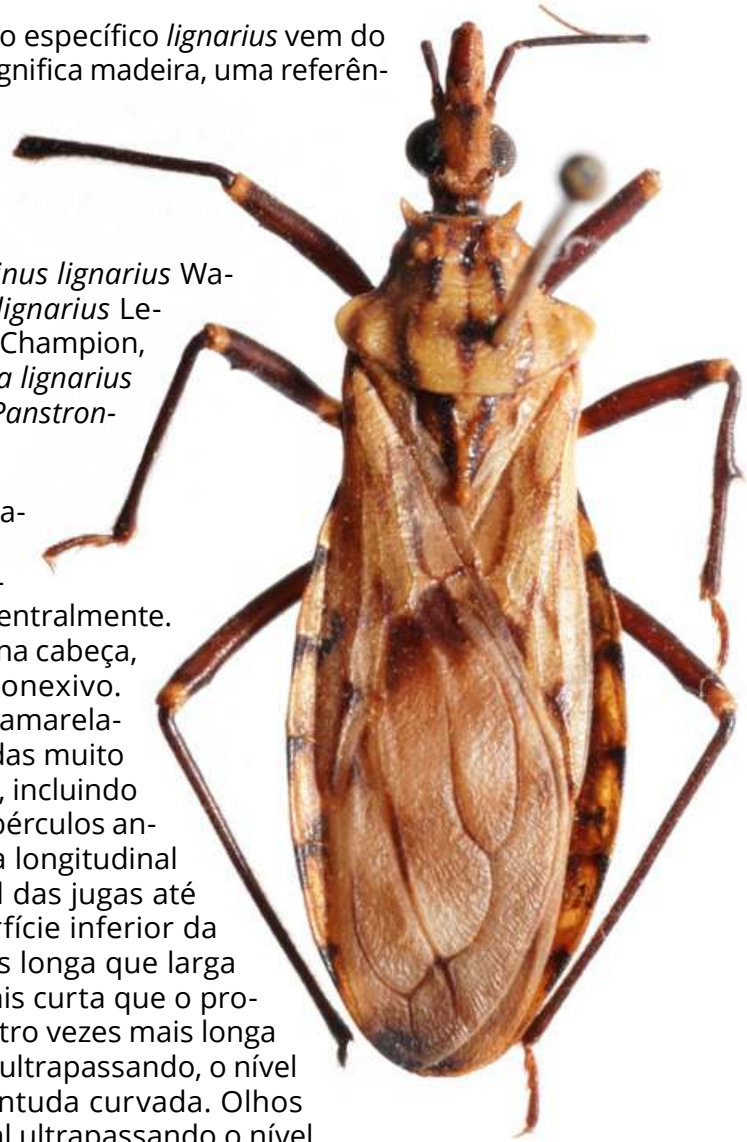 o específico lignarius vem do
gnifica madeira, uma referên-
inus lignarius Wa-
lignarius Le-
Champion,
a lignarius
Panstron-
a-
-
entralmente.
na cabeça,
onexivo.
amarela-
das muito
, incluindo
bérculos an-
a longitudinal
l das jugas até
rfície inferior da
s longa que larga
ais curta que o pro-
tro vezes mais longa
ultrapassando, o nível
ntuda curvada. Olhos
al ultrapassando o nível